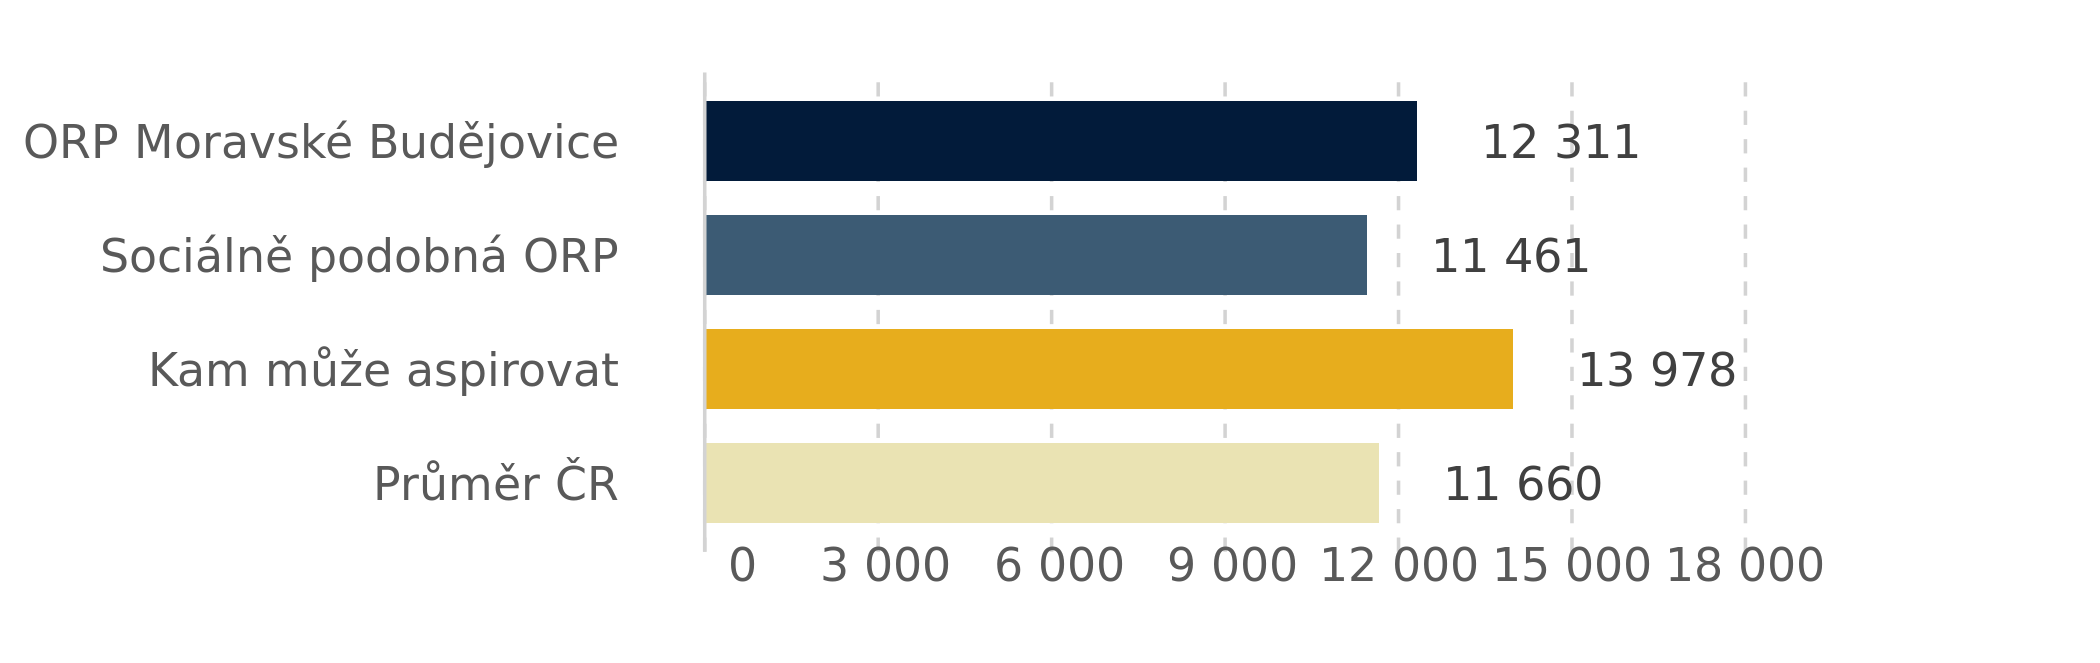 ORP Moravské Budějovice 12 311
Sociálně podobná ORP 11 461
Kam může aspirovat 13 978
Průměr ČR 11 660
0 3 000 6 000 9 000 12 000 15 000 18 000